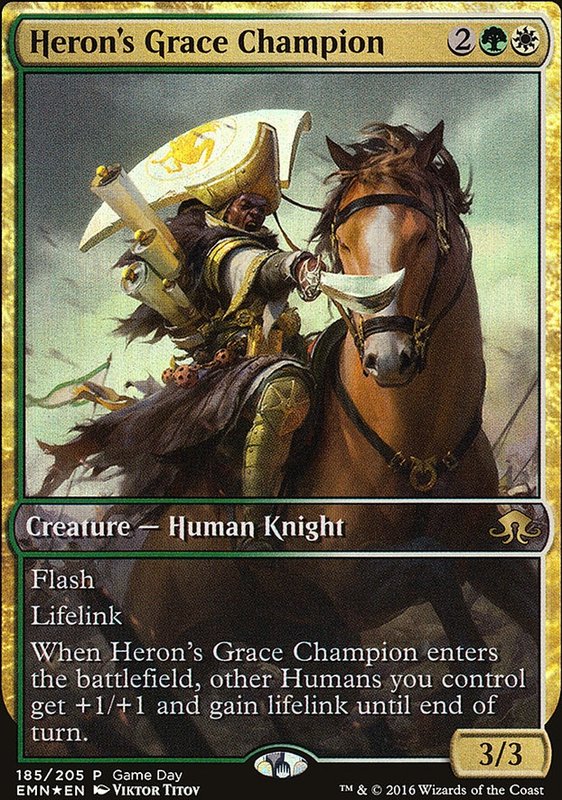 Heron's Grace Champion 2
Creature — Human Knight
Flash
Lifelink
When Heron's Grace Champion enters
the battlefield, other Humans you control
get +1/+1 and gain lifelink until end of
turn.
3/3
185/205 P Game Day
EMN★EN Viktor Titov
™ & © 2016 Wizards of the Coast